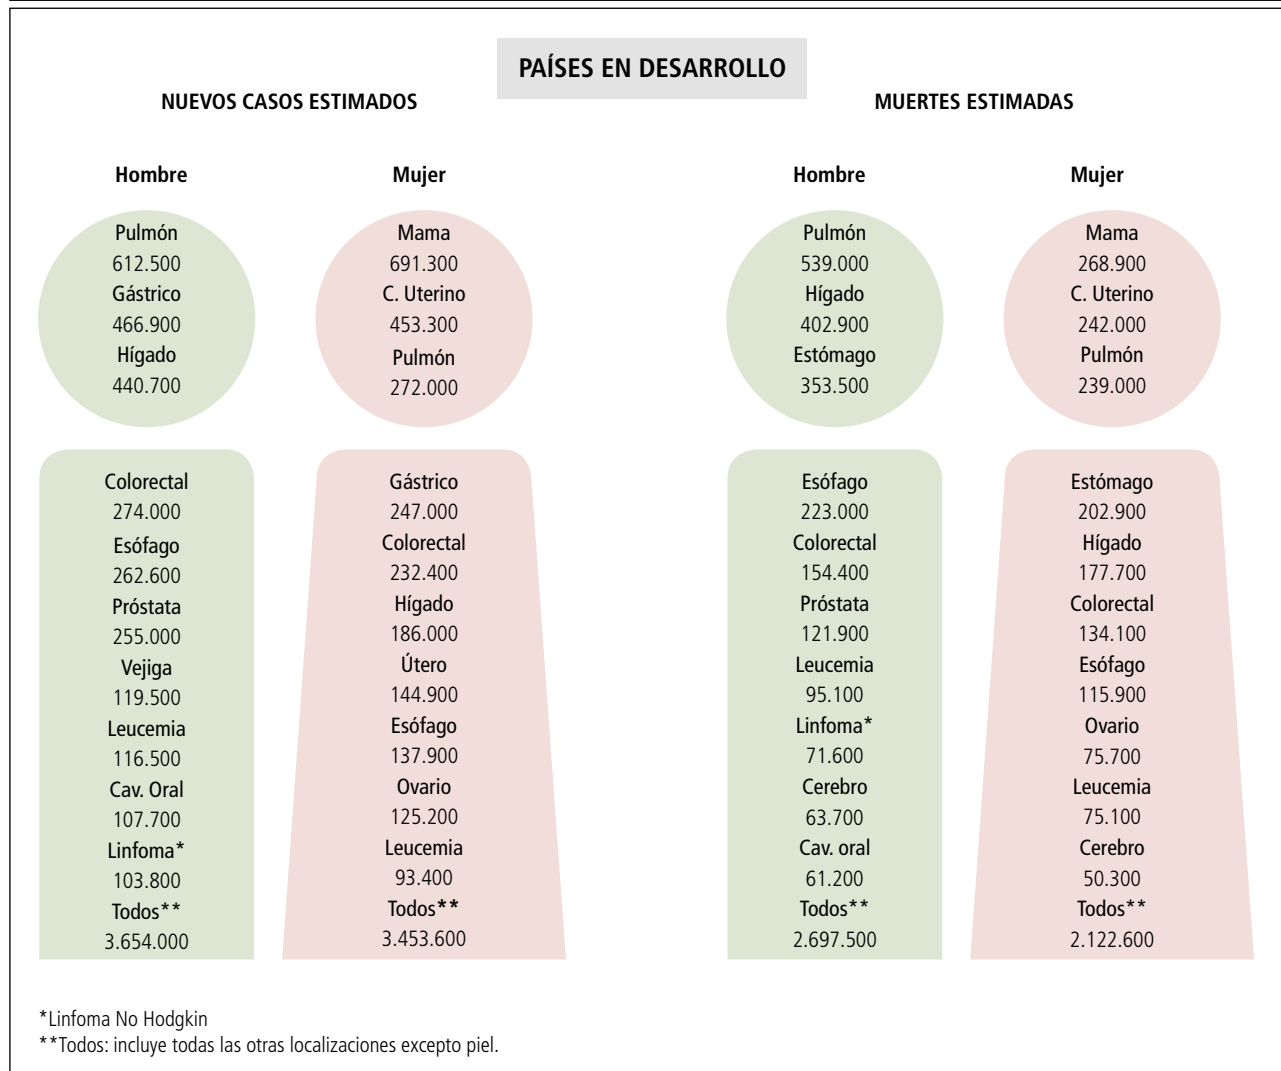 PAÍSES EN DESARROLLO
NUEVOS CASOS ESTIMADOS
Hombre
Pulmón
612.500
Gástrico
466.900
Hígado
440.700
Colorectal
274.000
Esófago
262.600
Próstata
255.000
Vejiga
119.500
Leucemia
116.500
Cav. Oral
107.700
Linfoma*
103.800
Todos**
3.654.000
Mujer
Mama
691.300
C. Uterino
453.300
Pulmón
272.000
Gástrico
247.000
Colorectal
232.400
Hígado
186.000
Útero
144.900
Esófago
137.900
Ovario
125.200
Leucemia
93.400
Todos**
3.453.600
MUERTES ESTIMADAS
Hombre
Pulmón
539.000
Hígado
402.900
Estómago
353.500
Esófago
223.000
Colorectal
154.400
Próstata
121.900
Leucemia
95.100
Linfoma*
71.600
Cerebro
63.700
Cav. oral
61.200
Todos**
2.697.500
Mujer
Mama
268.900
C. Uterino
242.000
Pulmón
239.000
Estómago
202.900
Hígado
177.700
Colorectal
134.100
Esófago
115.900
Ovario
75.700
Leucemia
75.100
Cerebro
50.300
Todos**
2.122.600
*Linfoma No Hodgkin
**Todos: incluye todas las otras localizaciones excepto piel.